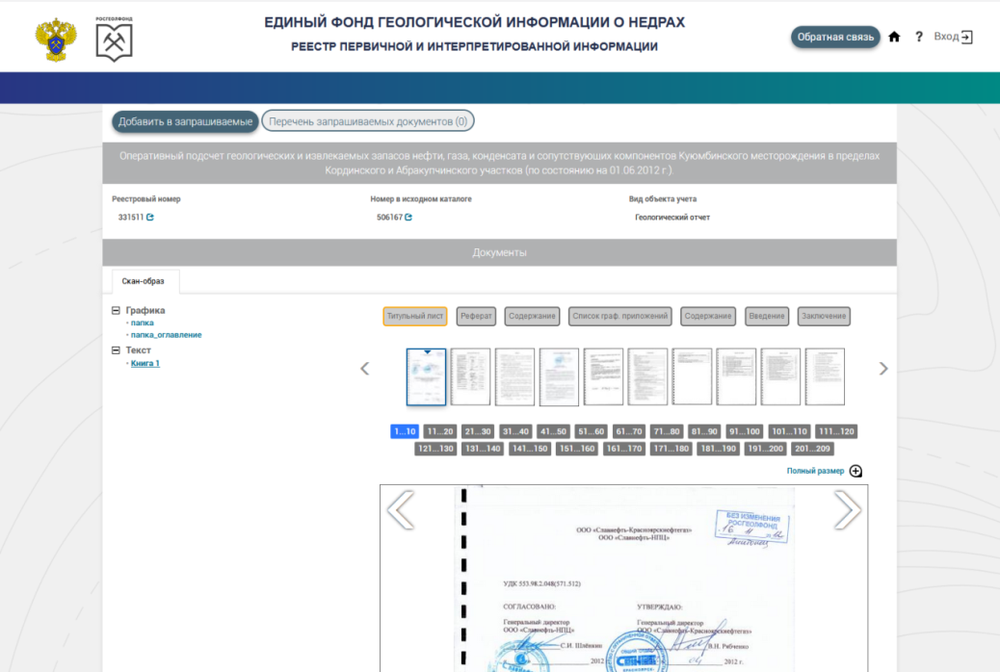 РОСГЕОЛФОНД
ЕДИНЫЙ ФОНД ГЕОЛОГИЧЕСКОЙ ИНФОРМАЦИИ О НЕДРАХ
РЕЕСТР ПЕРВИЧНОЙ И ИНТЕРПРЕТИРОВАННОЙ ИНФОРМАЦИИ
Обратная связь ? Вход
Добавить в запрашиваемые Перечень запрашиваемых документов (0)
Оперативный подсчет геологических и извлекаемых запасов нефти, газа, конденсата и сопутствующих компонентов Куюмбинского месторождения в пределах
Кординского и Абракупчинского участков (по состоянию на 01.06.2012 г.)
Реестровый номер Номер в исходном каталоге Вид объекта учета
331511 506167 Геологический отчет
Документы
Скан-образ
Графика
- папка
- папка_оглавление
Текст
- Книга 1
Титульный лист Реферат Содержание Список граф. приложений Содержание Введение Заключение
1...10 11...20 21...30 31...40 41...50 51...60 61...70 71...80 81...90 91...100 101...110 111...120
121...130 131...140 141...150 151...160 161...170 171...180 181...190 191...200 201...209
Полный размер
БЕЗ ИЗМЕНЕНИЯ
РОСГЕОЛФОНД
ООО «Славнефть-Красноярскнефтегаз»
ООО «Славнефть-НПЦ»
УДК 553.98.2.048(571.512)
СОГЛАСОВАНО: УТВЕРЖДАЮ:
Генеральный директор Генеральный директор
ООО «Славнефть-НПЦ» ООО «Славнефть-Красноярскнефтегаз»
С.И. Шлёнкин В.Н. Рябченко
2012 2012 г.